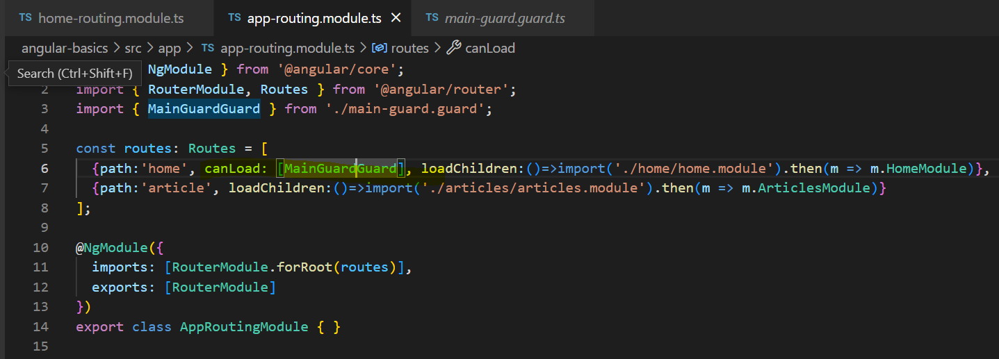 TS home-routing.module.ts TS app-routing.module.ts × TS main-guard.guard.ts
angular-basics > src > app > TS app-routing.module.ts > routes > canLoad
Search (Ctrl+Shift+F) NgModule } from '@angular/core';
2 import { RouterModule, Routes } from '@angular/router';
3 import { MainGuardGuard } from './main-guard.guard';
4
5 const routes: Routes = [
6 {path:'home', canLoad: [MainGuardGuard], loadChildren:()=>import('./home/home.module').then(m => m.HomeModule)},
7 {path:'article', loadChildren:()=>import('./articles/articles.module').then(m => m.ArticlesModule)}
8 ];
9
10 @NgModule({
11 imports: [RouterModule.forRoot(routes)],
12 exports: [RouterModule]
13 })
14 export class AppRoutingModule { }
15